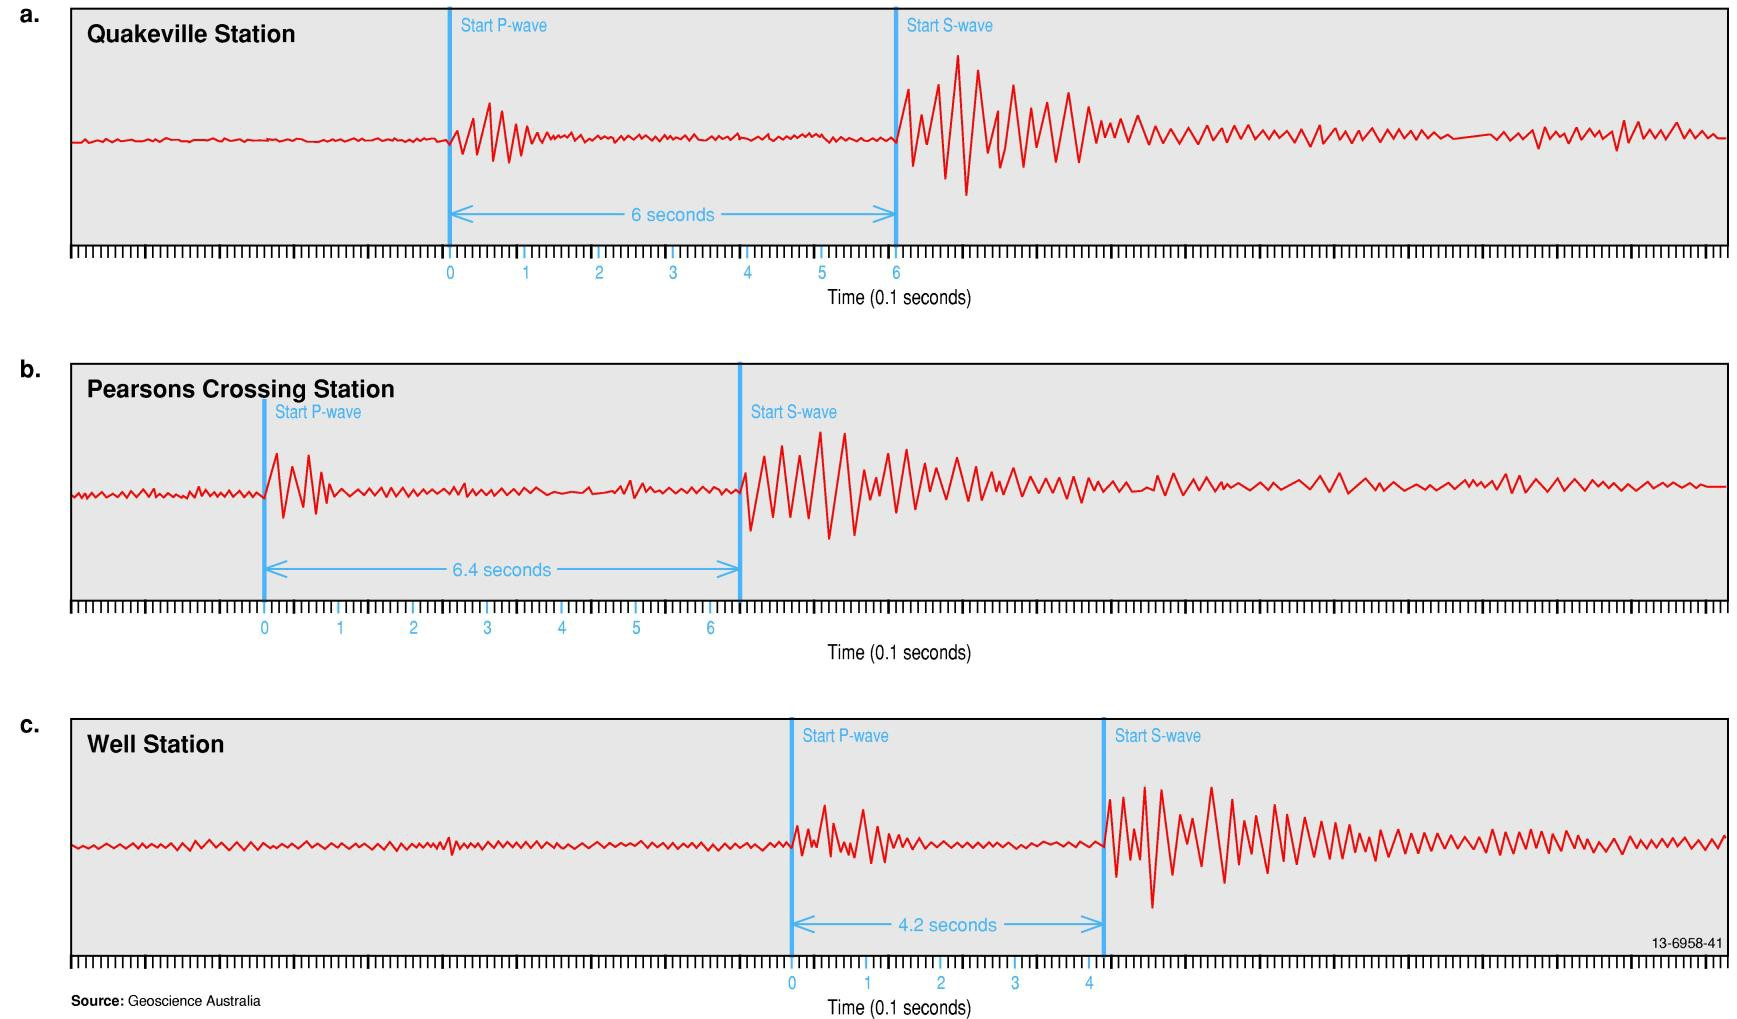 a.
Quakeville Station
Start P-wave
Start S-wave
6 seconds
0 1 2 3 4 5 6
Time (0.1 seconds)
b.
Pearsons Crossing Station
Start P-wave
Start S-wave
6.4 seconds
0 1 2 3 4 5 6
Time (0.1 seconds)
c.
Well Station
Start P-wave
Start S-wave
4.2 seconds
13-6958-41
0 1 2 3 4
Time (0.1 seconds)
Source: Geoscience Australia